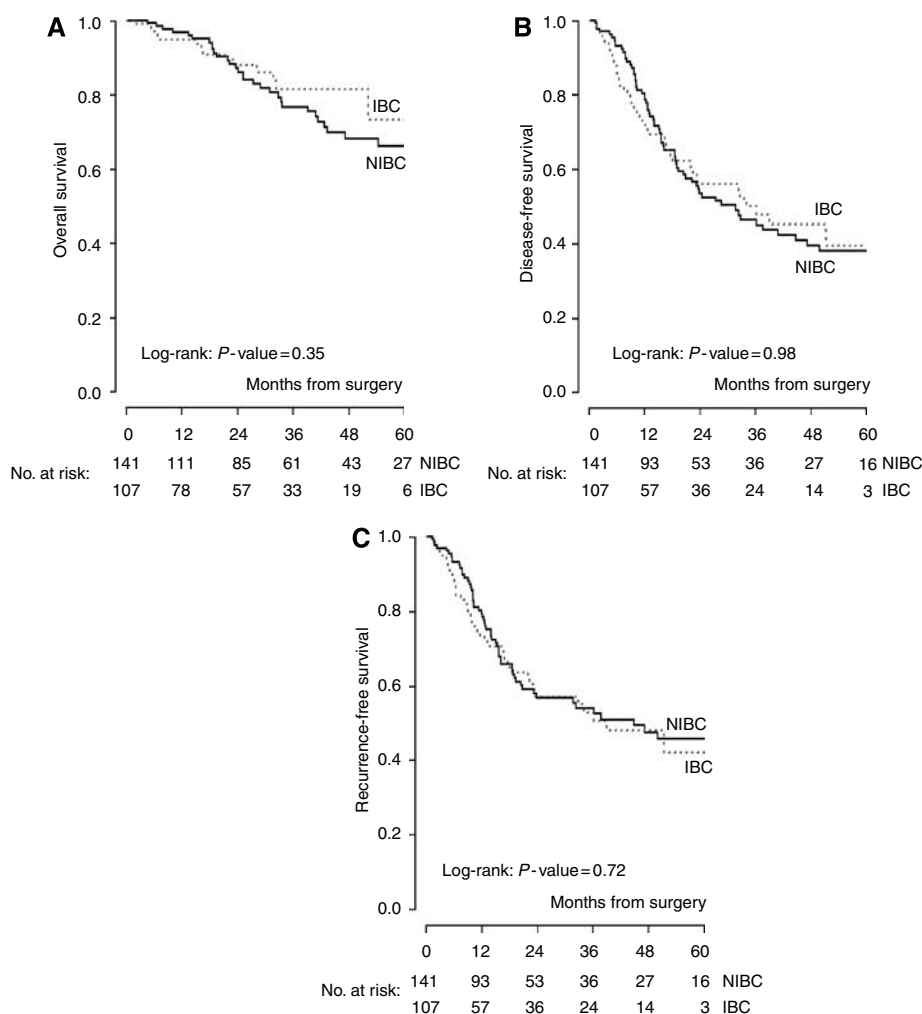 A
1.0
0.8
0.6
0.4
0.2
0.0
Overall survival
IBC
NIBC
Log-rank: P-value=0.35
Months from surgery
0 12 24 36 48 60
No. at risk:
141 111 85 61 43 27 NIBC
107 78 57 33 19 6 IBC
B
1.0
0.8
0.6
0.4
0.2
0.0
Disease-free survival
IBC
NIBC
Log-rank: P-value=0.98
Months from surgery
0 12 24 36 48 60
No. at risk:
141 93 53 36 27 16 NIBC
107 57 36 24 14 3 IBC
C
1.0
0.8
0.6
0.4
0.2
0.0
Recurrence-free survival
NIBC
IBC
Log-rank: P-value=0.72
Months from surgery
0 12 24 36 48 60
No. at risk:
141 93 53 36 27 16 NIBC
107 57 36 24 14 3 IBC